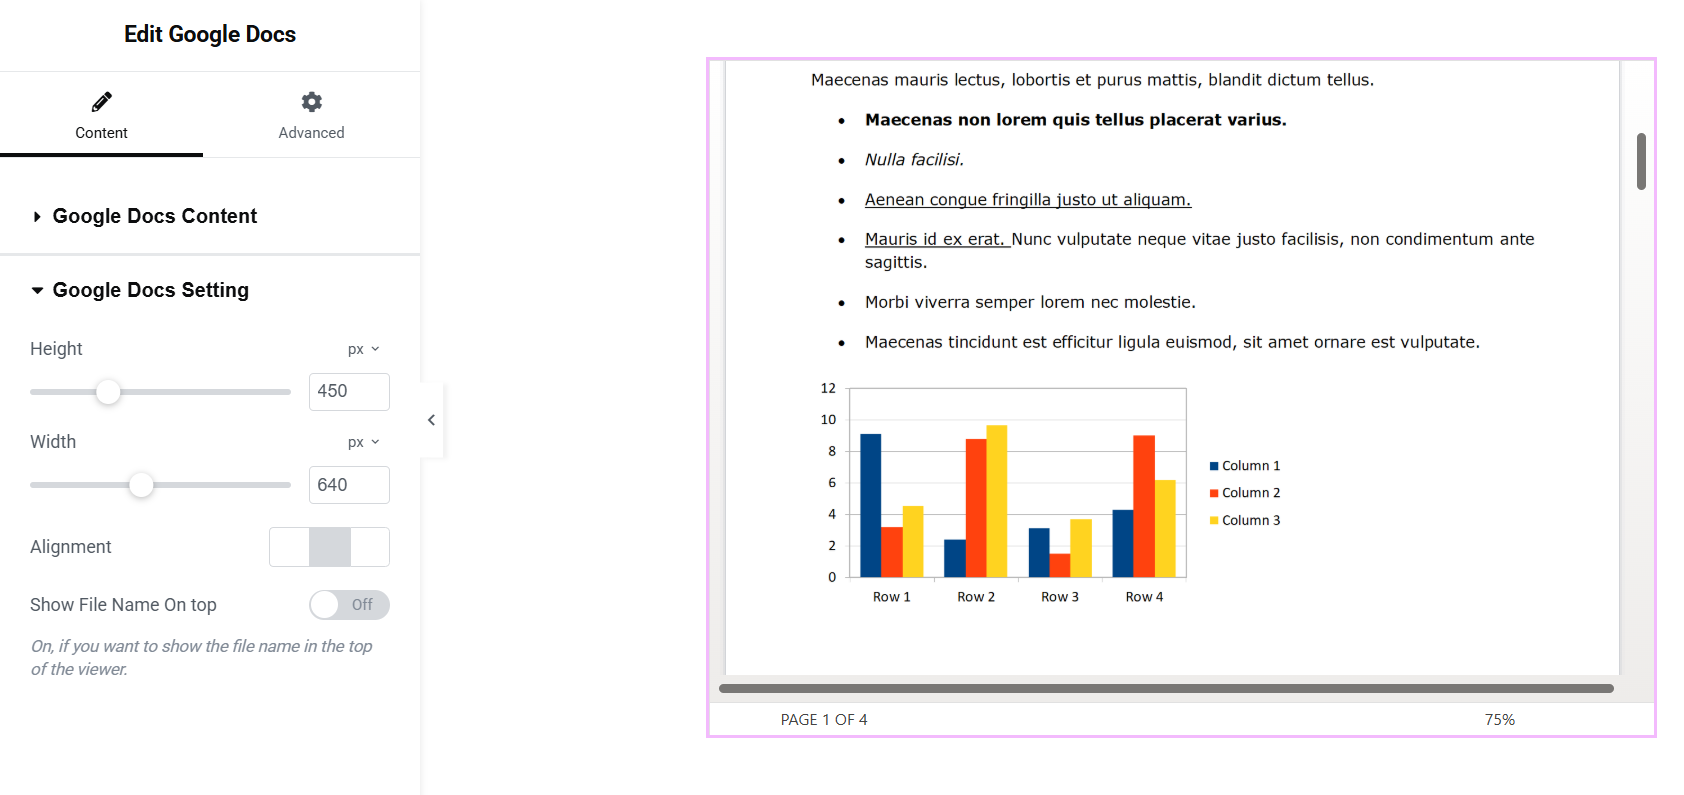 Edit Google Docs
Content
Advanced
Google Docs Content
Google Docs Setting
Height
px
450
Width
px
640
Alignment
Show File Name On top
Off
On, if you want to show the file name in the top
of the viewer.
Maecenas mauris lectus, lobortis et purus mattis, blandit dictum tellus.
• Maecenas non lorem quis tellus placerat varius.
• Nulla facilisi.
• Aenean congue fringilla justo ut aliquam.
• Mauris id ex erat. Nunc vulputate neque vitae justo facilisis, non condimentum ante
sagittis.
• Morbi viverra semper lorem nec molestie.
• Maecenas tincidunt est efficitur ligula euismod, sit amet ornare est vulputate.
12
10
8
6
4
2
0
Row 1 Row 2 Row 3 Row 4
Column 1
Column 2
Column 3
PAGE 1 OF 4
75%